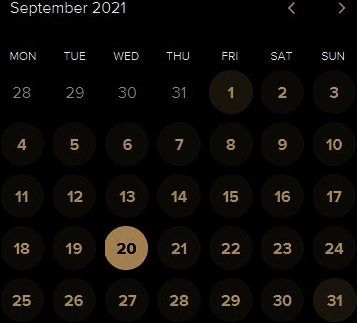 September 2021
MON TUE WED THU FRI SAT SUN
28 29 30 31 1 2 3
4 5 6 7 8 9 10
11 12 13 14 15 16 17
18 19 20 21 22 23 24
25 26 27 28 29 30 31